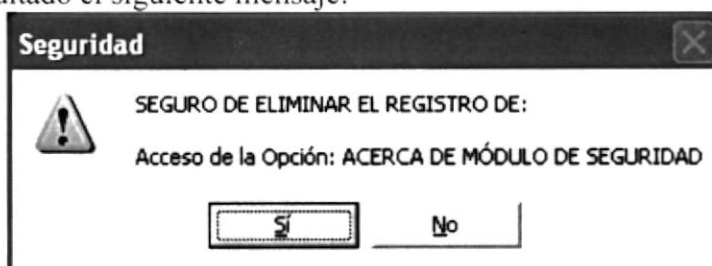 el siguiente mensaje:
Seguridad
SEGURO DE ELIMINAR EL REGISTRO DE:
Acceso de la Opción: ACERCA DE MÓDULO DE SEGURIDAD
Sí
No